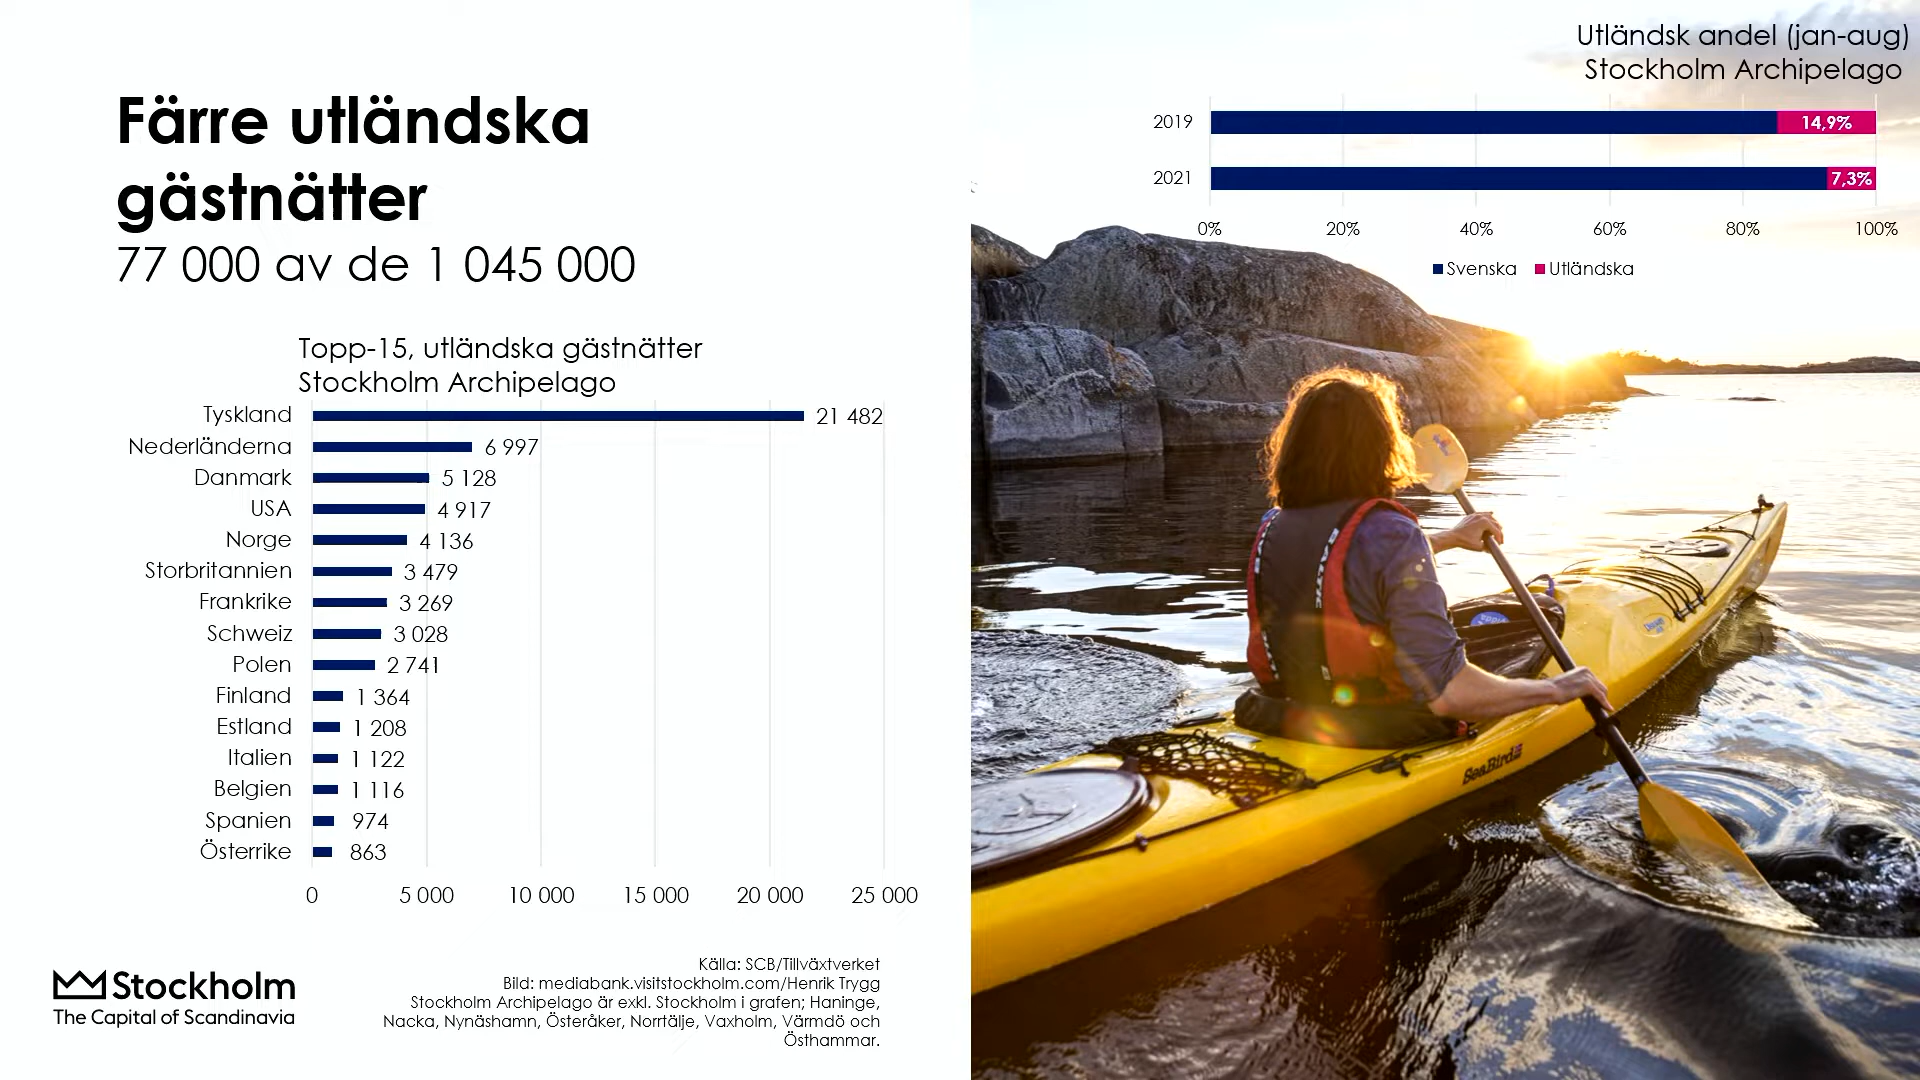 Färre utländska
gästnätter
77 000 av de 1 045 000
Topp-15, utländska gästnätter
Stockholm Archipelago
Tyskland 21 482
Nederländerna 6 997
Danmark 5 128
USA 4 917
Norge 4 136
Storbritannien 3 479
Frankrike 3 269
Schweiz 3 028
Polen 2 741
Finland 1 364
Estland 1 208
Italien 1 122
Belgien 1 116
Spanien 974
Österrike 863
0 5 000 10 000 15 000 20 000 25 000
Stockholm
The Capital of Scandinavia
Källa: SCB/Tillväxtverket
Bild: mediabank.visitstockholm.com/Henrik Trygg
Stockholm Archipelago är exkl. Stockholm i grafen; Haninge,
Nacka, Nynäshamn, Österåker, Norrtälje, Vaxholm, Värmdö och
Östhammar.
Utländsk andel (jan-aug)
Stockholm Archipelago
2019 14,9%
2021 7,3%
0% 20% 40% 60% 80% 100%
Svenska Utländska
BALTIC
SeaBird